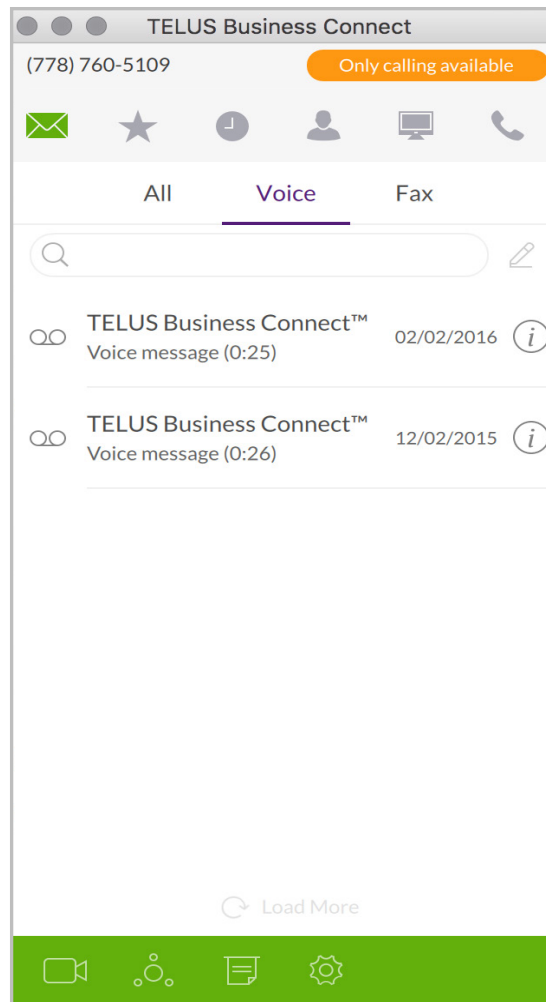 TELUS Business Connect
(778) 760-5109 Only calling available
All Voice Fax
TELUS Business Connect™
Voice message (0:25)
02/02/2016
TELUS Business Connect™
Voice message (0:26)
12/02/2015
Load More